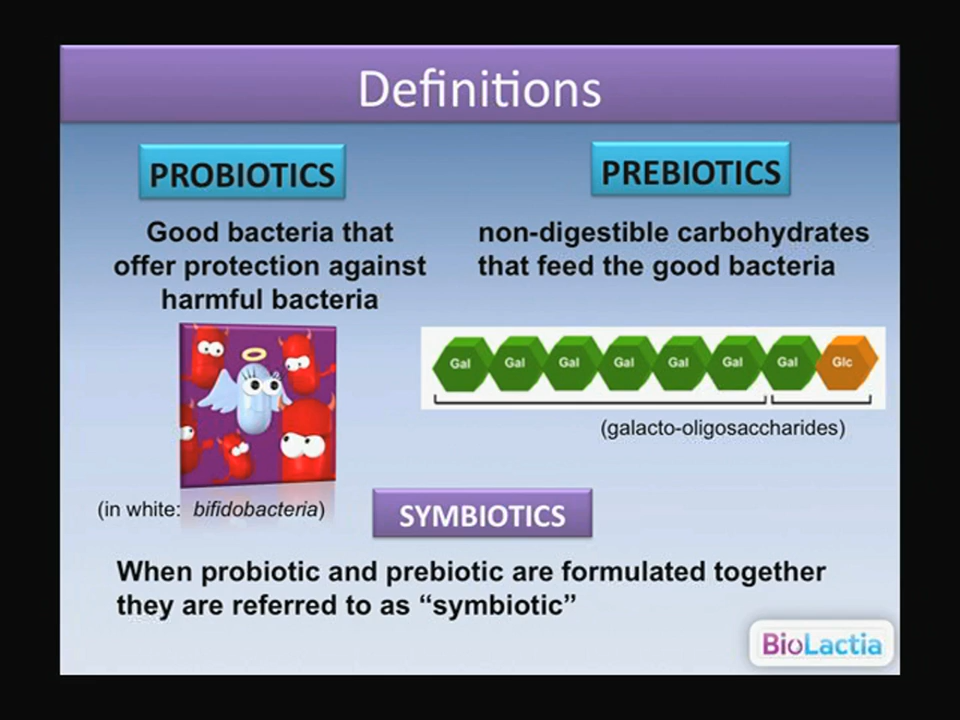 Definitions
PROBIOTICS
Good bacteria that
offer protection against
harmful bacteria
(in white: bifidobacteria)
PREBIOTICS
non-digestible carbohydrates
that feed the good bacteria
Gal Gal Gal Gal Gal Gal Gal Glc
(galacto-oligosaccharides)
SYMBIOTICS
When probiotic and prebiotic are formulated together
they are referred to as “symbiotic”
BioLactia